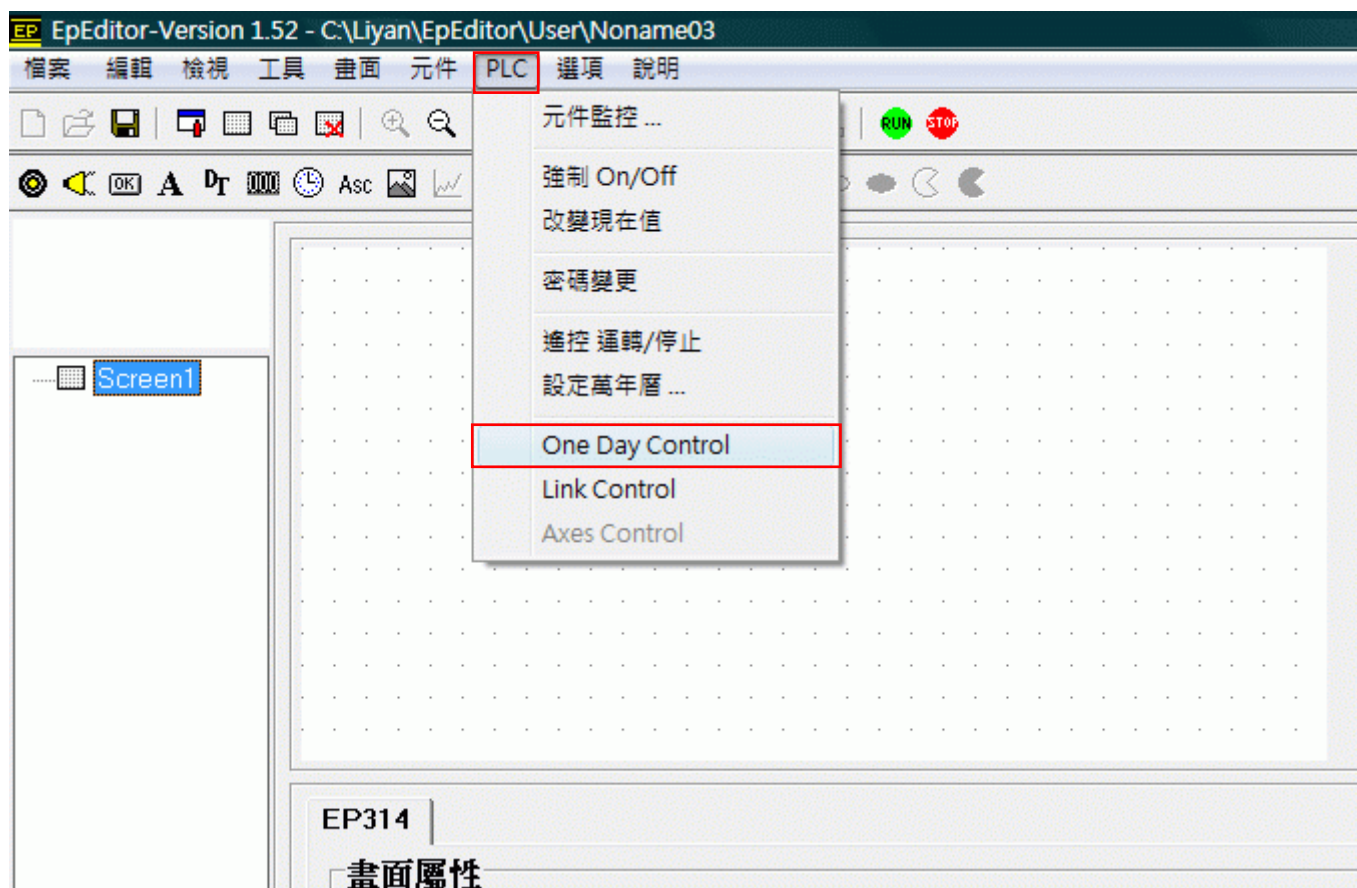 EP EpEditor-Version 1.52 - C:\Liyan\EpEditor\User\Noname03
檔案 編輯 檢視 工具 畫面 元件 PLC 選項 說明
RUN STOP
OK A DT Asc
元件監控 ...
強制 On/Off
改變現在值
密碼變更
遙控 運轉/停止
設定萬年曆 ...
One Day Control
Link Control
Axes Control
Screen1
EP314
畫面屬性